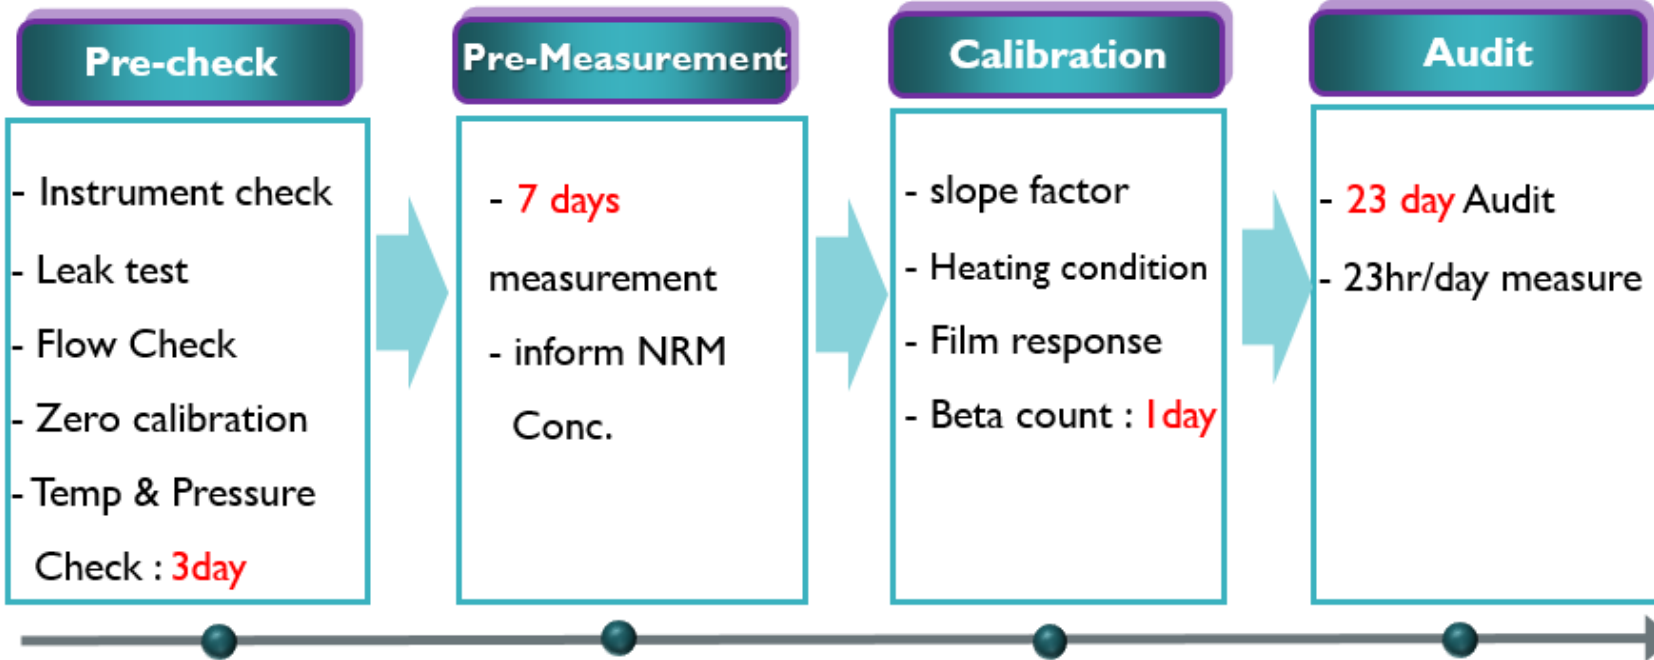 Pre-check
- Instrument check
- Leak test
- Flow Check
- Zero calibration
- Temp & Pressure
Check : 3day
Pre-Measurement
- 7 days
measurement
- inform NRM
Conc.
Calibration
- slope factor
- Heating condition
- Film response
- Beta count : 1day
Audit
- 23 day Audit
- 23hr/day measure